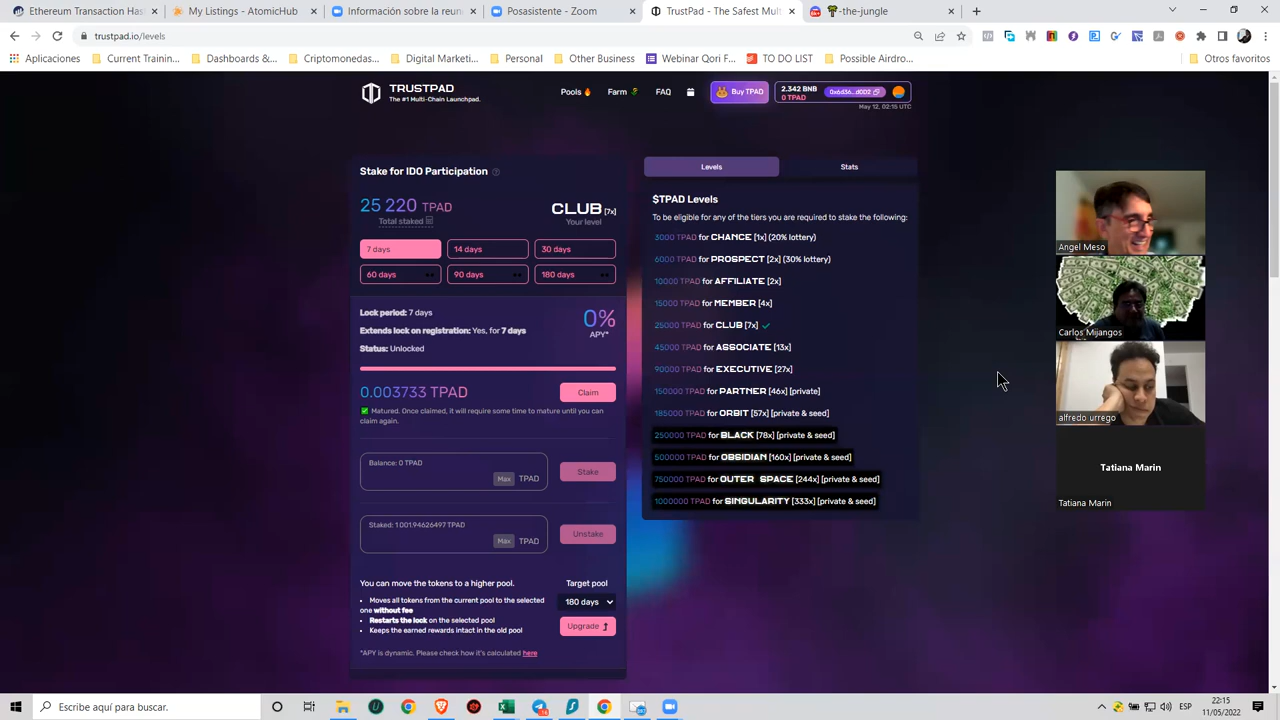 Ethereum Transaction Has
My Listings - AtomicHub
Información sobre la reunión
Posasistente - Zoom
TrustPad - The Safest Mult
-the-jungle
trustpad.io/levels
Aplicaciones
Current Training...
Dashboards &...
Criptomonedas...
Digital Marketi...
Personal
Other Business
Webinar Qori F...
TO DO LIST
Possible Airdro...
Otros favoritos
TRUSTPAD
The #1 Multi-Chain Launchpad.
Pools
Farm
FAQ
Buy TPAD
2.342 BNB
0 TPAD
0x6d36...d0D2
May 12, 02:15 UTC
Stake for IDO Participation
25 220 TPAD
Total staked
CLUB [7x]
Your level
7 days
14 days
30 days
60 days
90 days
180 days
Lock period: 7 days
Extends lock on registration: Yes, for 7 days
Status: Unlocked
0%
APY*
0.003733 TPAD
Claim
Matured. Once claimed, it will require some time to mature until you can
claim again.
Balance: 0 TPAD
Max TPAD
Stake
Staked: 1 001.94626497 TPAD
Max TPAD
Unstake
You can move the tokens to a higher pool.
• Moves all tokens from the current pool to the selected
one without fee
• Restarts the lock on the selected pool
• Keeps the earned rewards intact in the old pool
Target pool
180 days
Upgrade
*APY is dynamic. Please check how it's calculated here
Levels
Stats
$TPAD Levels
To be eligible for any of the tiers you are required to stake the following:
3000 TPAD for CHANCE [1x] (20% lottery)
6000 TPAD for PROSPECT [2x] (30% lottery)
10000 TPAD for AFFILIATE [2x]
15000 TPAD for MEMBER [4x]
25000 TPAD for CLUB [7x]
45000 TPAD for ASSOCIATE [13x]
90000 TPAD for EXECUTIVE [27x]
150000 TPAD for PARTNER [46x] [private]
185000 TPAD for ORBIT [57x] [private & seed]
250000 TPAD for BLACK [78x] [private & seed]
500000 TPAD for OBSIDIAN [160x] [private & seed]
750000 TPAD for OUTER SPACE [244x] [private & seed]
1000000 TPAD for SINGULARITY [333x] [private & seed]
Angel Meso
Carlos Mijangos
alfredo urrego
Tatiana Marin
Tatiana Marin
Escribe aquí para buscar.
ESP
22:15
11/05/2022